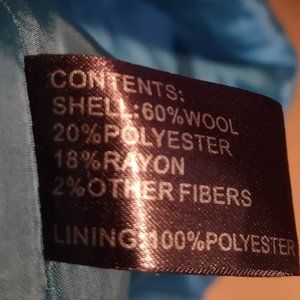 CONTENTS:
SHELL:60%WOOL
20%POLYESTER
18%RAYON
2%OTHER FIBERS
LINING:100%POLYESTER